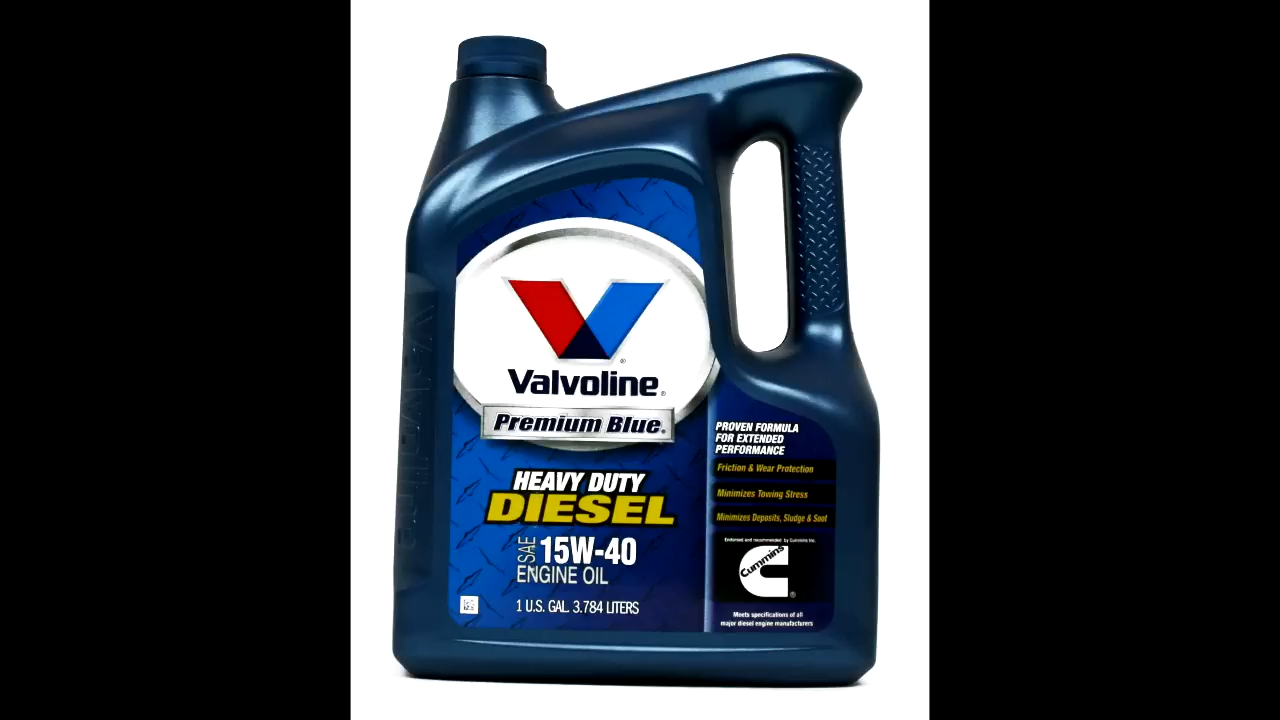 Valvoline®
Premium Blue®
HEAVY DUTY
DIESEL
SAE 15W-40
ENGINE OIL
1 U.S. GAL. 3.784 LITERS
PROVEN FORMULA
FOR EXTENDED
PERFORMANCE
Friction & Wear Protection
Minimizes Towing Stress
Minimizes Deposits, Sludge & Soot
Endorsed and recommended by Cummins Inc.
Cummins
®
Meets specifications of all
major diesel engine manufacturers